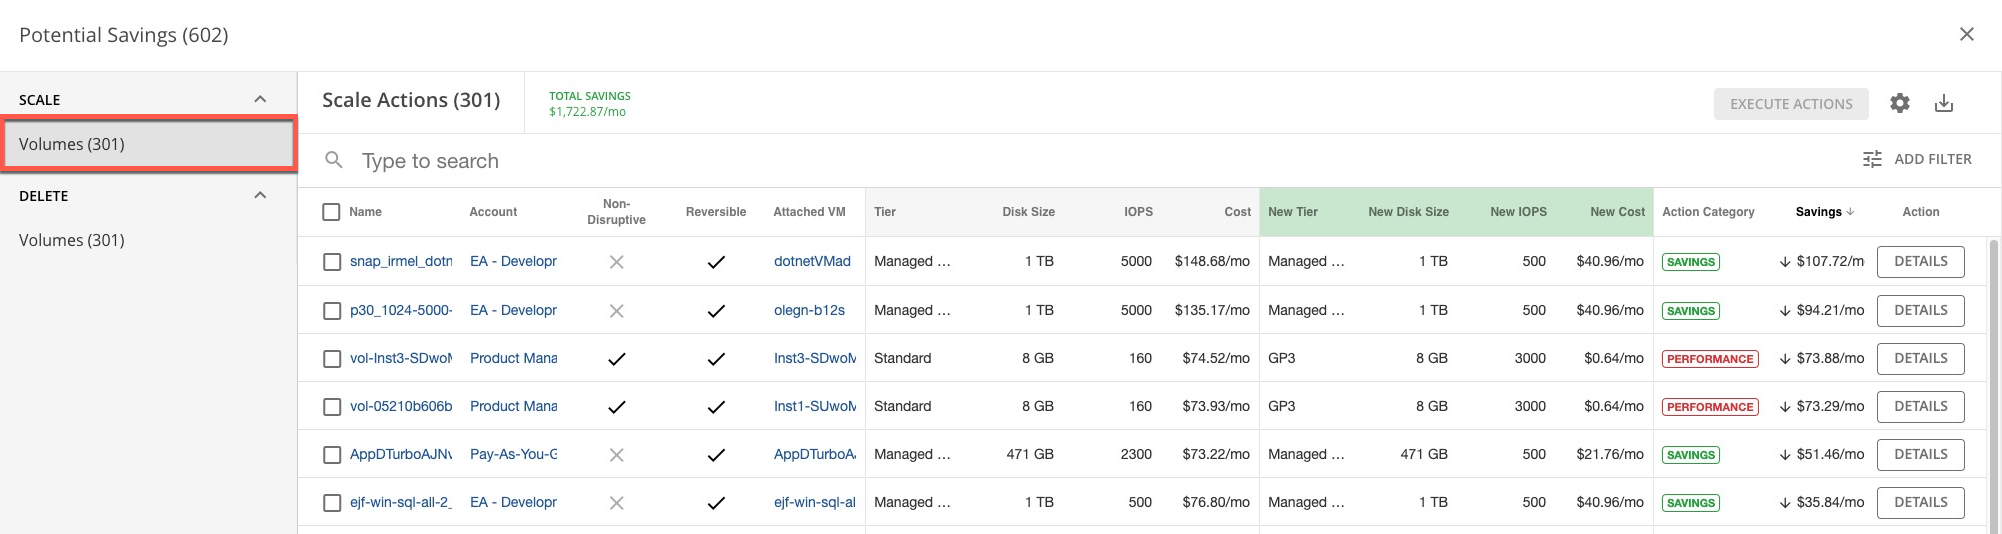 Potential Savings (602)
SCALE
Volumes (301)
DELETE
Volumes (301)
Scale Actions (301)
TOTAL SAVINGS
$1,722.87/mo
EXECUTE ACTIONS
Type to search
ADD FILTER
Name Account Non-Disruptive Reversible Attached VM Tier Disk Size IOPS Cost New Tier New Disk Size New IOPS New Cost Action Category Savings ↓ Action
snap_irmel_dotn EA - Developr dotnetVMad Managed ... 1 TB 5000 $148.68/mo Managed ... 1 TB 500 $40.96/mo SAVINGS ↓ $107.72/m DETAILS
p30_1024-5000- EA - Developr olegn-b12s Managed ... 1 TB 5000 $135.17/mo Managed ... 1 TB 500 $40.96/mo SAVINGS ↓ $94.21/mo DETAILS
vol-Inst3-SDwoM Product Mana Inst3-SDwoM Standard 8 GB 160 $74.52/mo GP3 8 GB 3000 $0.64/mo PERFORMANCE ↓ $73.88/mo DETAILS
vol-05210b606b Product Mana Inst1-SUwoM Standard 8 GB 160 $73.93/mo GP3 8 GB 3000 $0.64/mo PERFORMANCE ↓ $73.29/mo DETAILS
AppDTurboAJNv Pay-As-You-G AppDTurboAJ Managed ... 471 GB 2300 $73.22/mo Managed ... 471 GB 500 $21.76/mo SAVINGS ↓ $51.46/mo DETAILS
ejf-win-sql-all-2_ EA - Developr ejf-win-sql-al Managed ... 1 TB 500 $76.80/mo Managed ... 1 TB 500 $40.96/mo SAVINGS ↓ $35.84/mo DETAILS